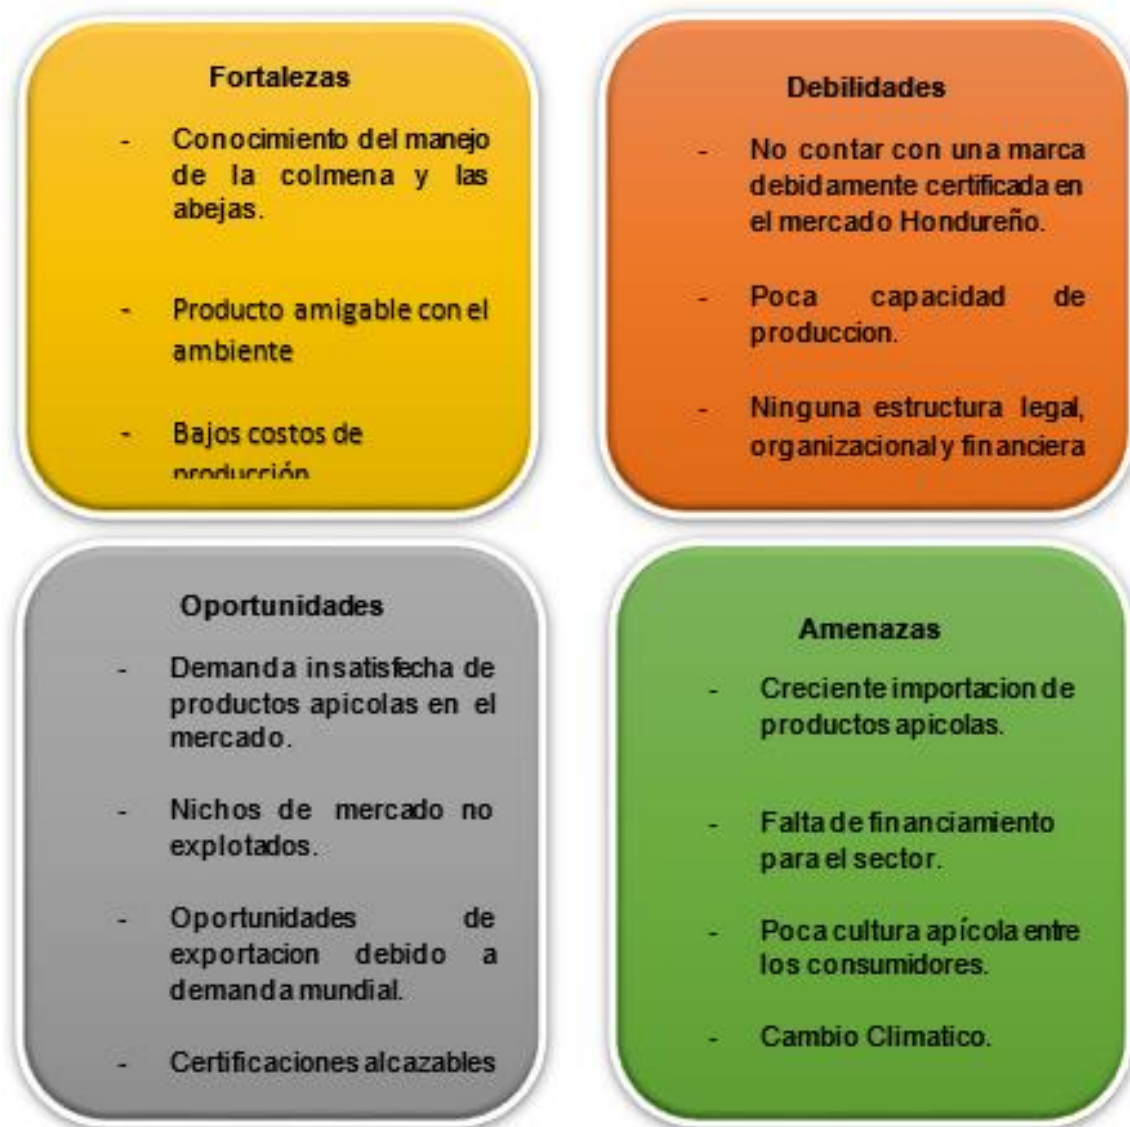 Fortalezas
- Conocimiento del manejo
de la colmena y las
abejas.
- Producto amigable con el
ambiente
- Bajos costos de
producción
Debilidades
- No contar con una marca
debidamente certificada en
el mercado Hondureño.
- Poca capacidad de
produccion.
- Ninguna estructura legal,
organizacional y financiera
Oportunidades
- Demanda insatisfecha de
productos apicolas en el
mercado.
- Nichos de mercado no
explotados.
- Oportunidades de
exportacion debido a
demanda mundial.
- Certificaciones alcazables
Amenazas
- Creciente importacion de
productos apicolas.
- Falta de financiamiento
para el sector.
- Poca cultura apícola entre
los consumidores.
- Cambio Climatico.